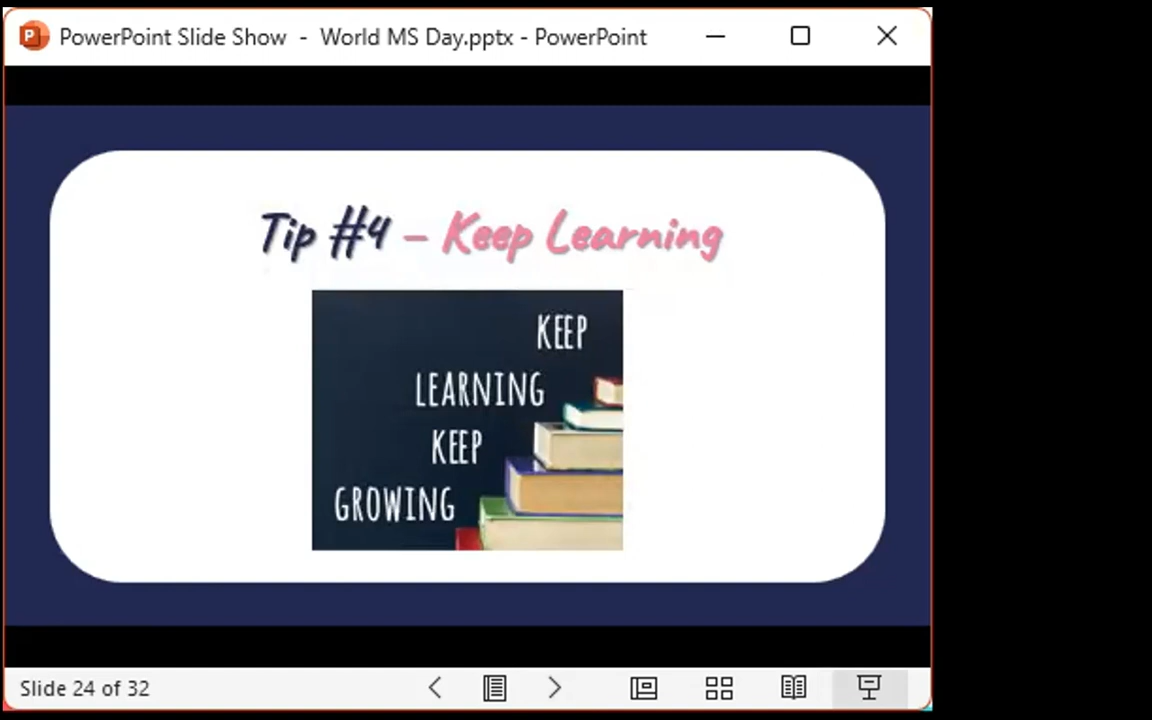 PowerPoint Slide Show - World MS Day.pptx - PowerPoint
Tip #4 – Keep Learning
KEEP
LEARNING
KEEP
GROWING
Slide 24 of 32